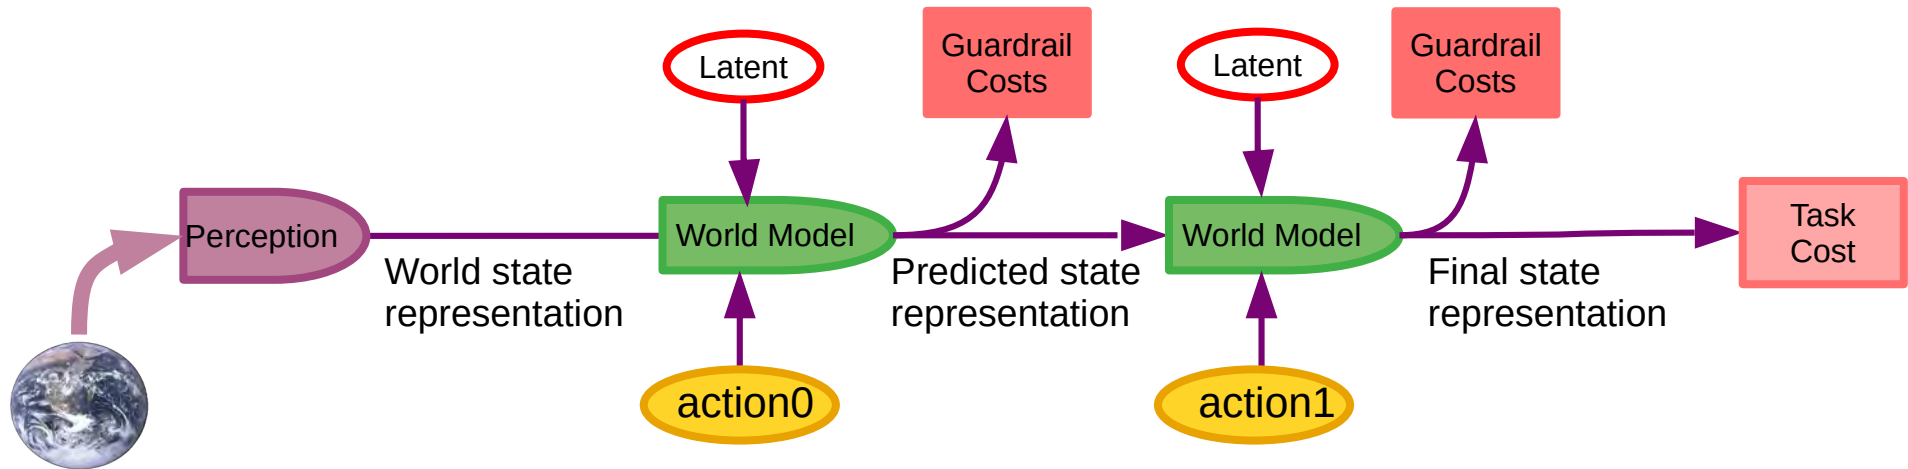 Latent
Guardrail
Costs
Latent
Guardrail
Costs
Perception
World Model
World Model
Task
Cost
World state
representation
Predicted state
representation
Final state
representation
action0
action1